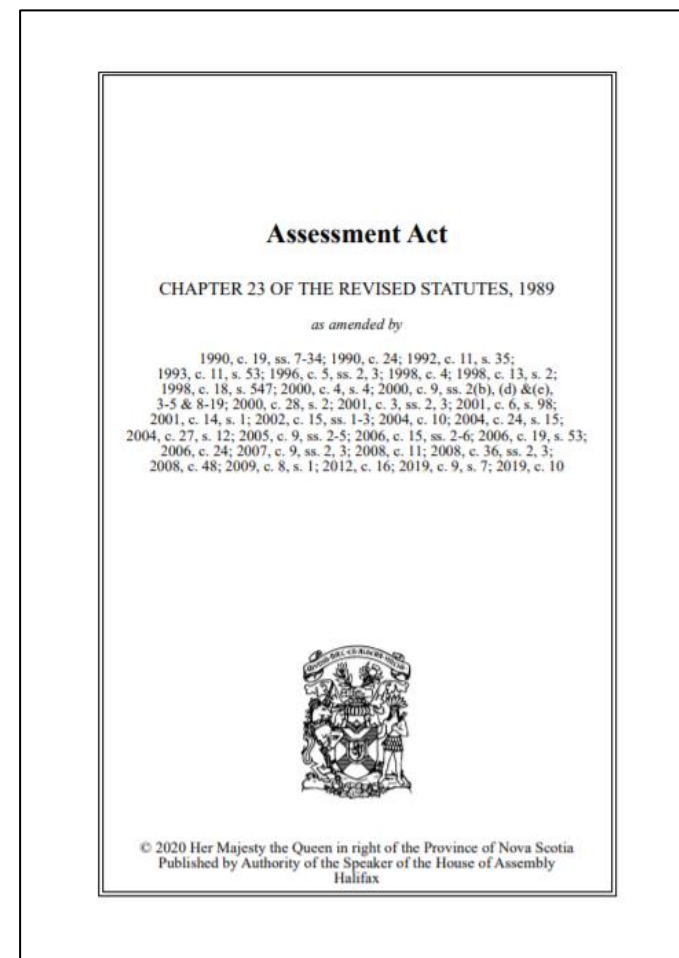 Assessment Act
CHAPTER 23 OF THE REVISED STATUTES, 1989
as amended by
1990, c. 19, ss. 7-34; 1990, c. 24; 1992, c. 11, s. 35;
1993, c. 11, s. 53; 1996, c. 5, ss. 2, 3; 1998, c. 4; 1998, c. 13, s. 2;
1998, c. 18, s. 547; 2000, c. 4, s. 4; 2000, c. 9, ss. 2(b), (d) &(e),
3-5 & 8-19; 2000, c. 28, s. 2; 2001, c. 3, ss. 2, 3; 2001, c. 6, s. 98;
2001, c. 14, s. 1; 2002, c. 15, ss. 1-3; 2004, c. 10; 2004, c. 24, s. 15;
2004, c. 27, s. 12; 2005, c. 9, ss. 2-5; 2006, c. 15, ss. 2-6; 2006, c. 19, s. 53;
2006, c. 24; 2007, c. 9, ss. 2, 3; 2008, c. 11; 2008, c. 36, ss. 2, 3;
2008, c. 48; 2009, c. 8, s. 1; 2012, c. 16; 2019, c. 9, s. 7; 2019, c. 10
© 2020 Her Majesty the Queen in right of the Province of Nova Scotia
Published by Authority of the Speaker of the House of Assembly
Halifax